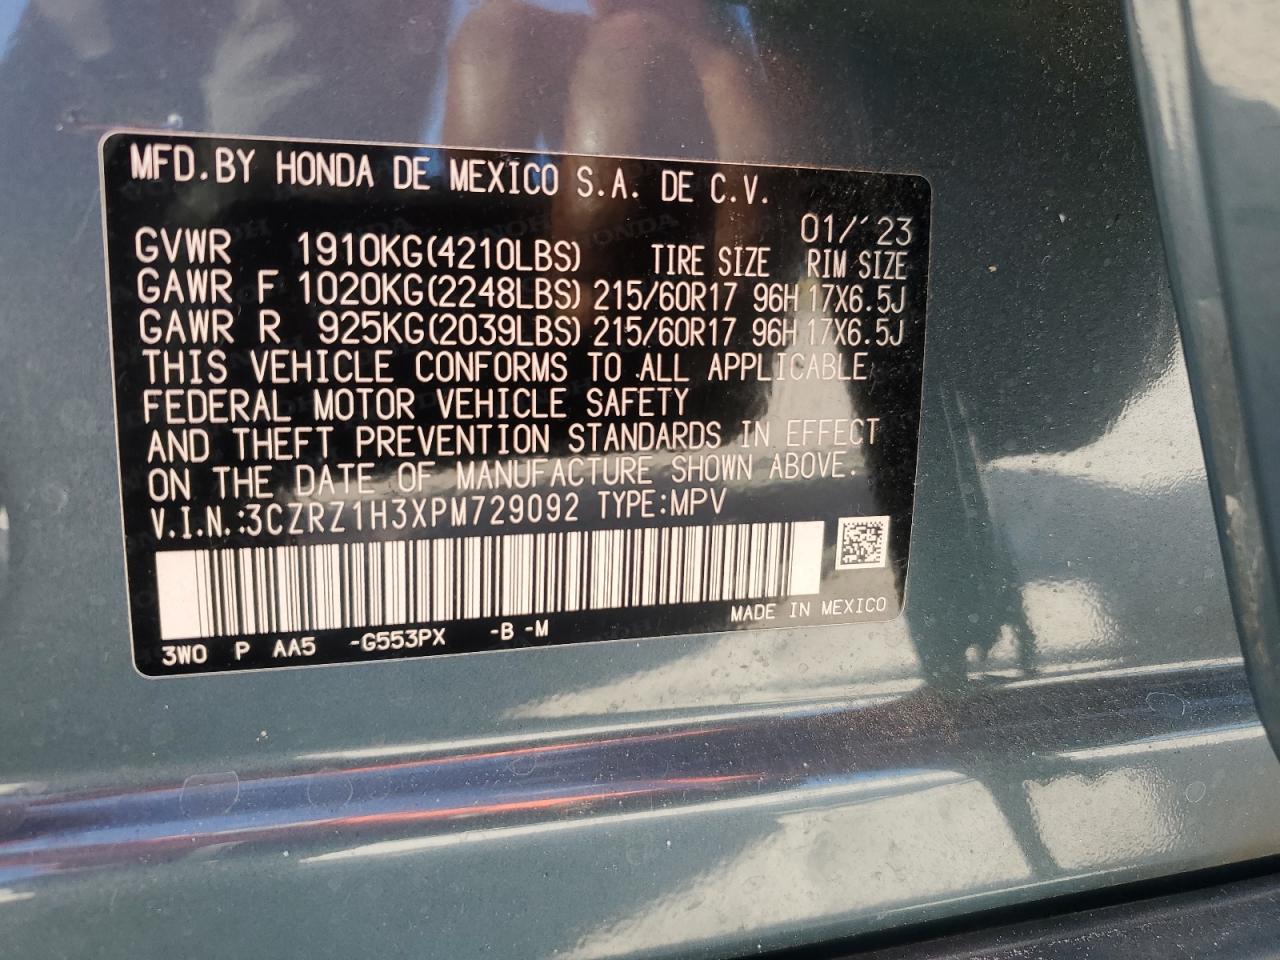 MFD.BY HONDA DE MEXICO S.A. DE C.V.
01/'23
GVWR 1910KG(4210LBS) TIRE SIZE RIM SIZE
GAWR F 1020KG(2248LBS) 215/60R17 96H 17X6.5J
GAWR R 925KG(2039LBS) 215/60R17 96H 17X6.5J
THIS VEHICLE CONFORMS TO ALL APPLICABLE
FEDERAL MOTOR VEHICLE SAFETY
AND THEFT PREVENTION STANDARDS IN EFFECT
ON THE DATE OF MANUFACTURE SHOWN ABOVE.
V.I.N.:3CZRZ1H3XPM729092 TYPE:MPV
MADE IN MEXICO
3W0 P AA5 -G553PX -B -M